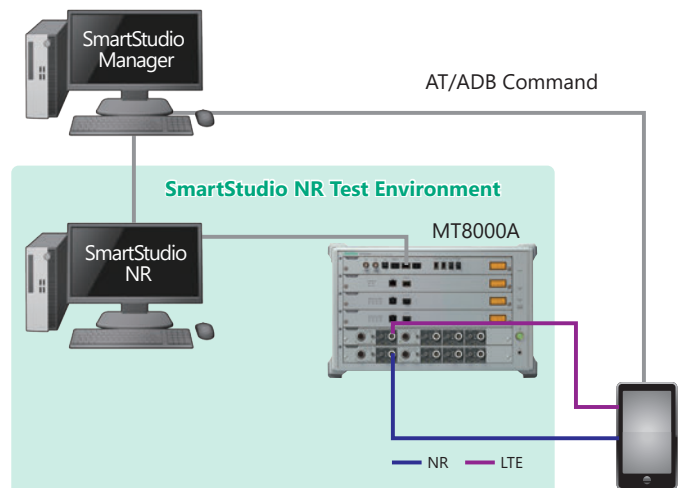 SmartStudio
Manager
AT/ADB Command
SmartStudio NR Test Environment
MT8000A
SmartStudio
NR
NR
LTE